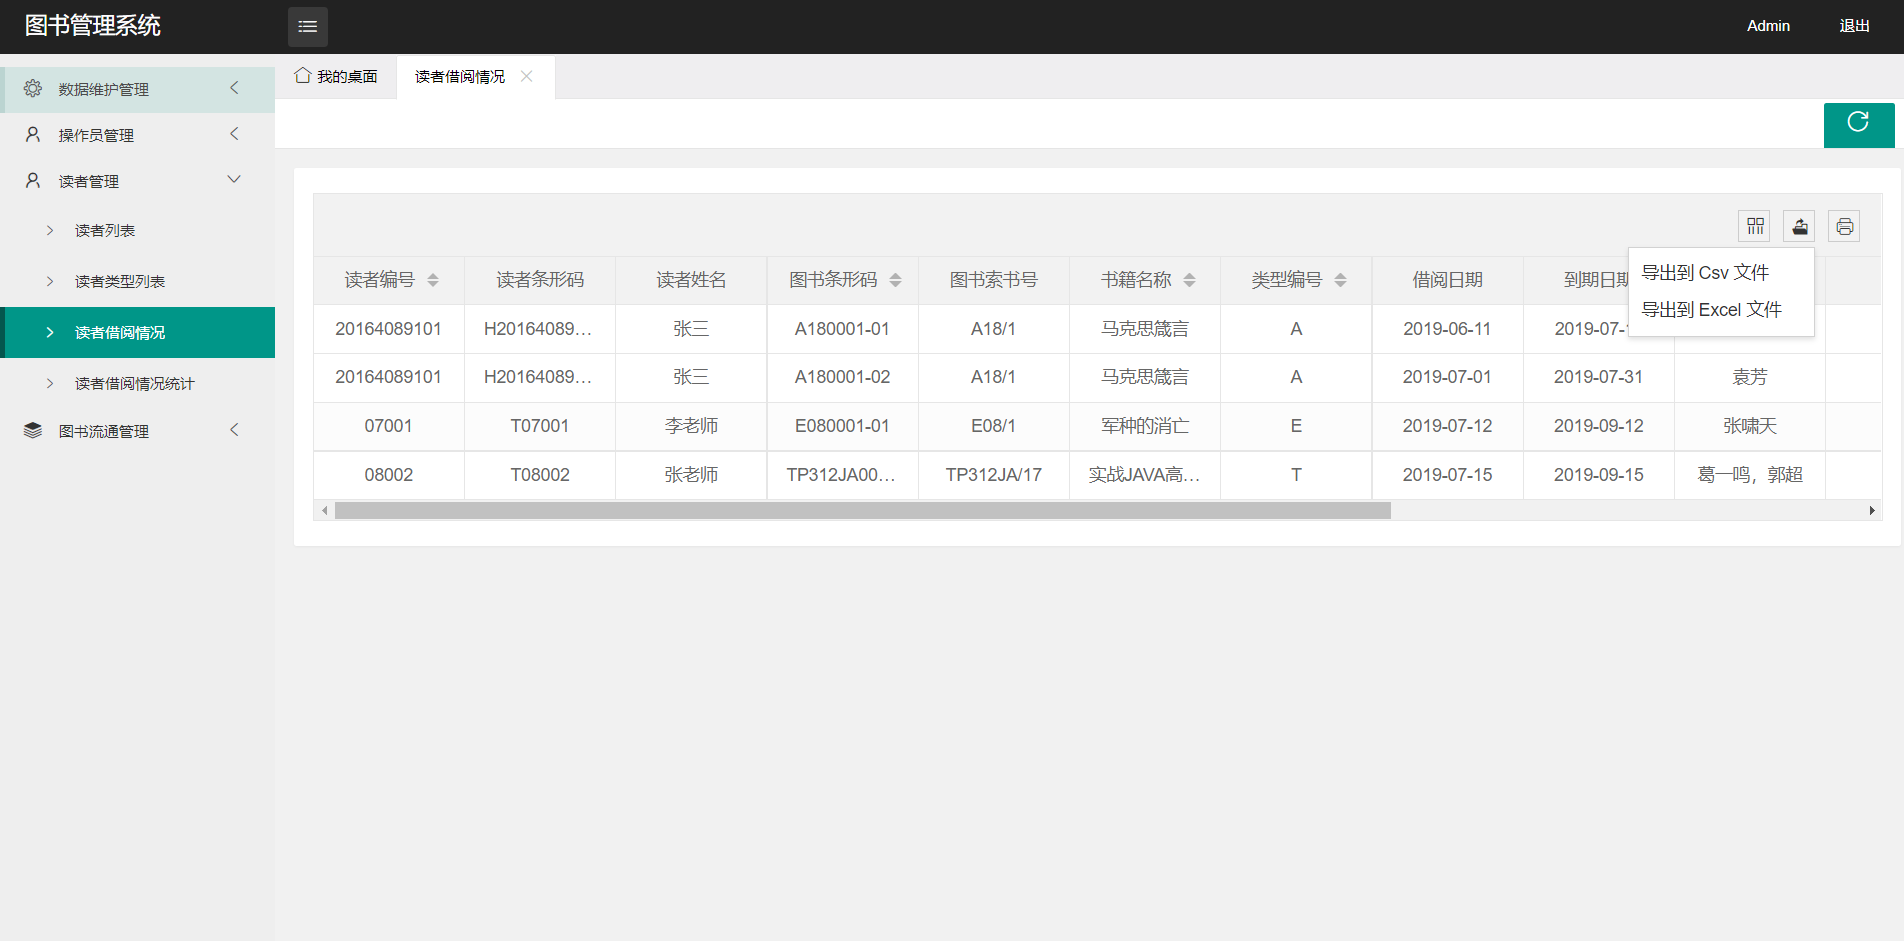 图书管理系统
Admin
退出
数据维护管理
操作员管理
读者管理
读者列表
读者类型列表
读者借阅情况
读者借阅情况统计
图书流通管理
我的桌面
读者借阅情况
导出到 Csv 文件
导出到 Excel 文件
读者编号 读者条形码 读者姓名 图书条形码 图书索书号 书籍名称 类型编号 借阅日期 到期日期
20164089101 H20164089… 张三 A180001-01 A18/1 马克思箴言 A 2019-06-11 2019-07-
20164089101 H20164089… 张三 A180001-02 A18/1 马克思箴言 A 2019-07-01 2019-07-31 袁芳
07001 T07001 李老师 E080001-01 E08/1 军种的消亡 E 2019-07-12 2019-09-12 张啸天
08002 T08002 张老师 TP312JA00… TP312JA/17 实战JAVA高… T 2019-07-15 2019-09-15 葛一鸣，郭超